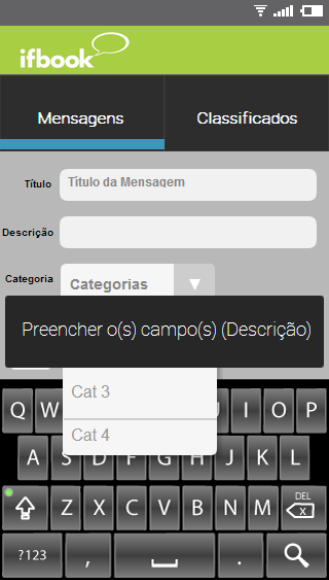 ifbook
Mensagens Classificados
Título Título da Mensagem
Descrição
Categoria Categorias
Preencher o(s) campo(s) (Descrição)
Cat 3
Cat 4
Q W I O P
A S D F G H J K L
Z X C V B N M DEL
?123 , .